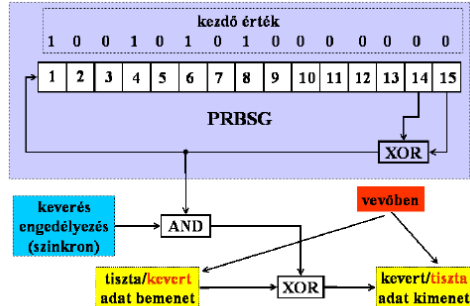 kezdő érték
1 0 0 1 0 1 0 1 0 0 0 0 0 0 0
1 2 3 4 5 6 7 8 9 10 11 12 13 14 15
PRBSG
XOR
keverés
engedélyezés
(szinkron)
AND
vevőben
tiszta/kevert
adat bemenet
XOR
kevert/tiszta
adat kimenet